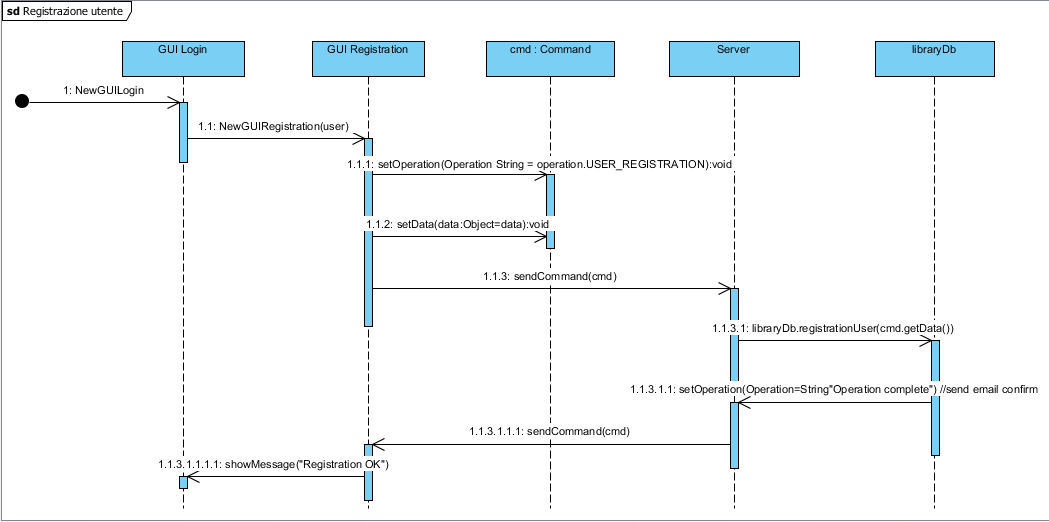 sd Registrazione utente
GUI Login
GUI Registration
cmd : Command
Server
libraryDb
1: NewGUILogin
1.1: NewGUIRegistration(user)
1.1.1: setOperation(Operation String = operation.USER_REGISTRATION):void
1.1.2: setData(data:Object=data):void
1.1.3: sendCommand(cmd)
1.1.3.1: libraryDb.registrationUser(cmd.getData())
1.1.3.1.1: setOperation(Operation=String"Operation complete") //send email confirm
1.1.3.1.1.1: sendCommand(cmd)
1.1.3.1.1.1.1: showMessage("Registration OK")